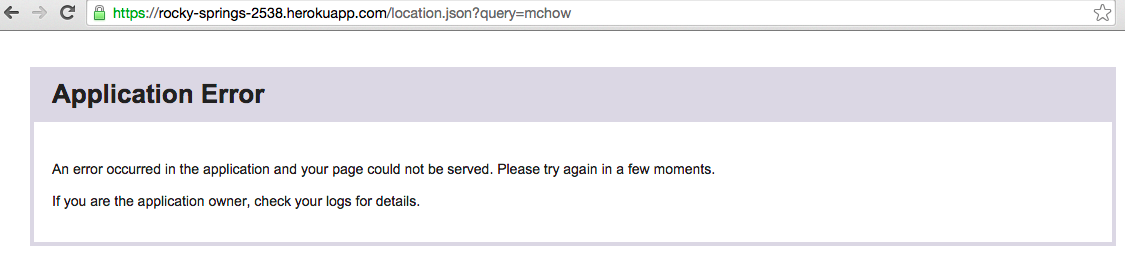 https://rocky-springs-2538.herokuapp.com/location.json?query=mchow
Application Error
An error occurred in the application and your page could not be served. Please try again in a few moments.
If you are the application owner, check your logs for details.